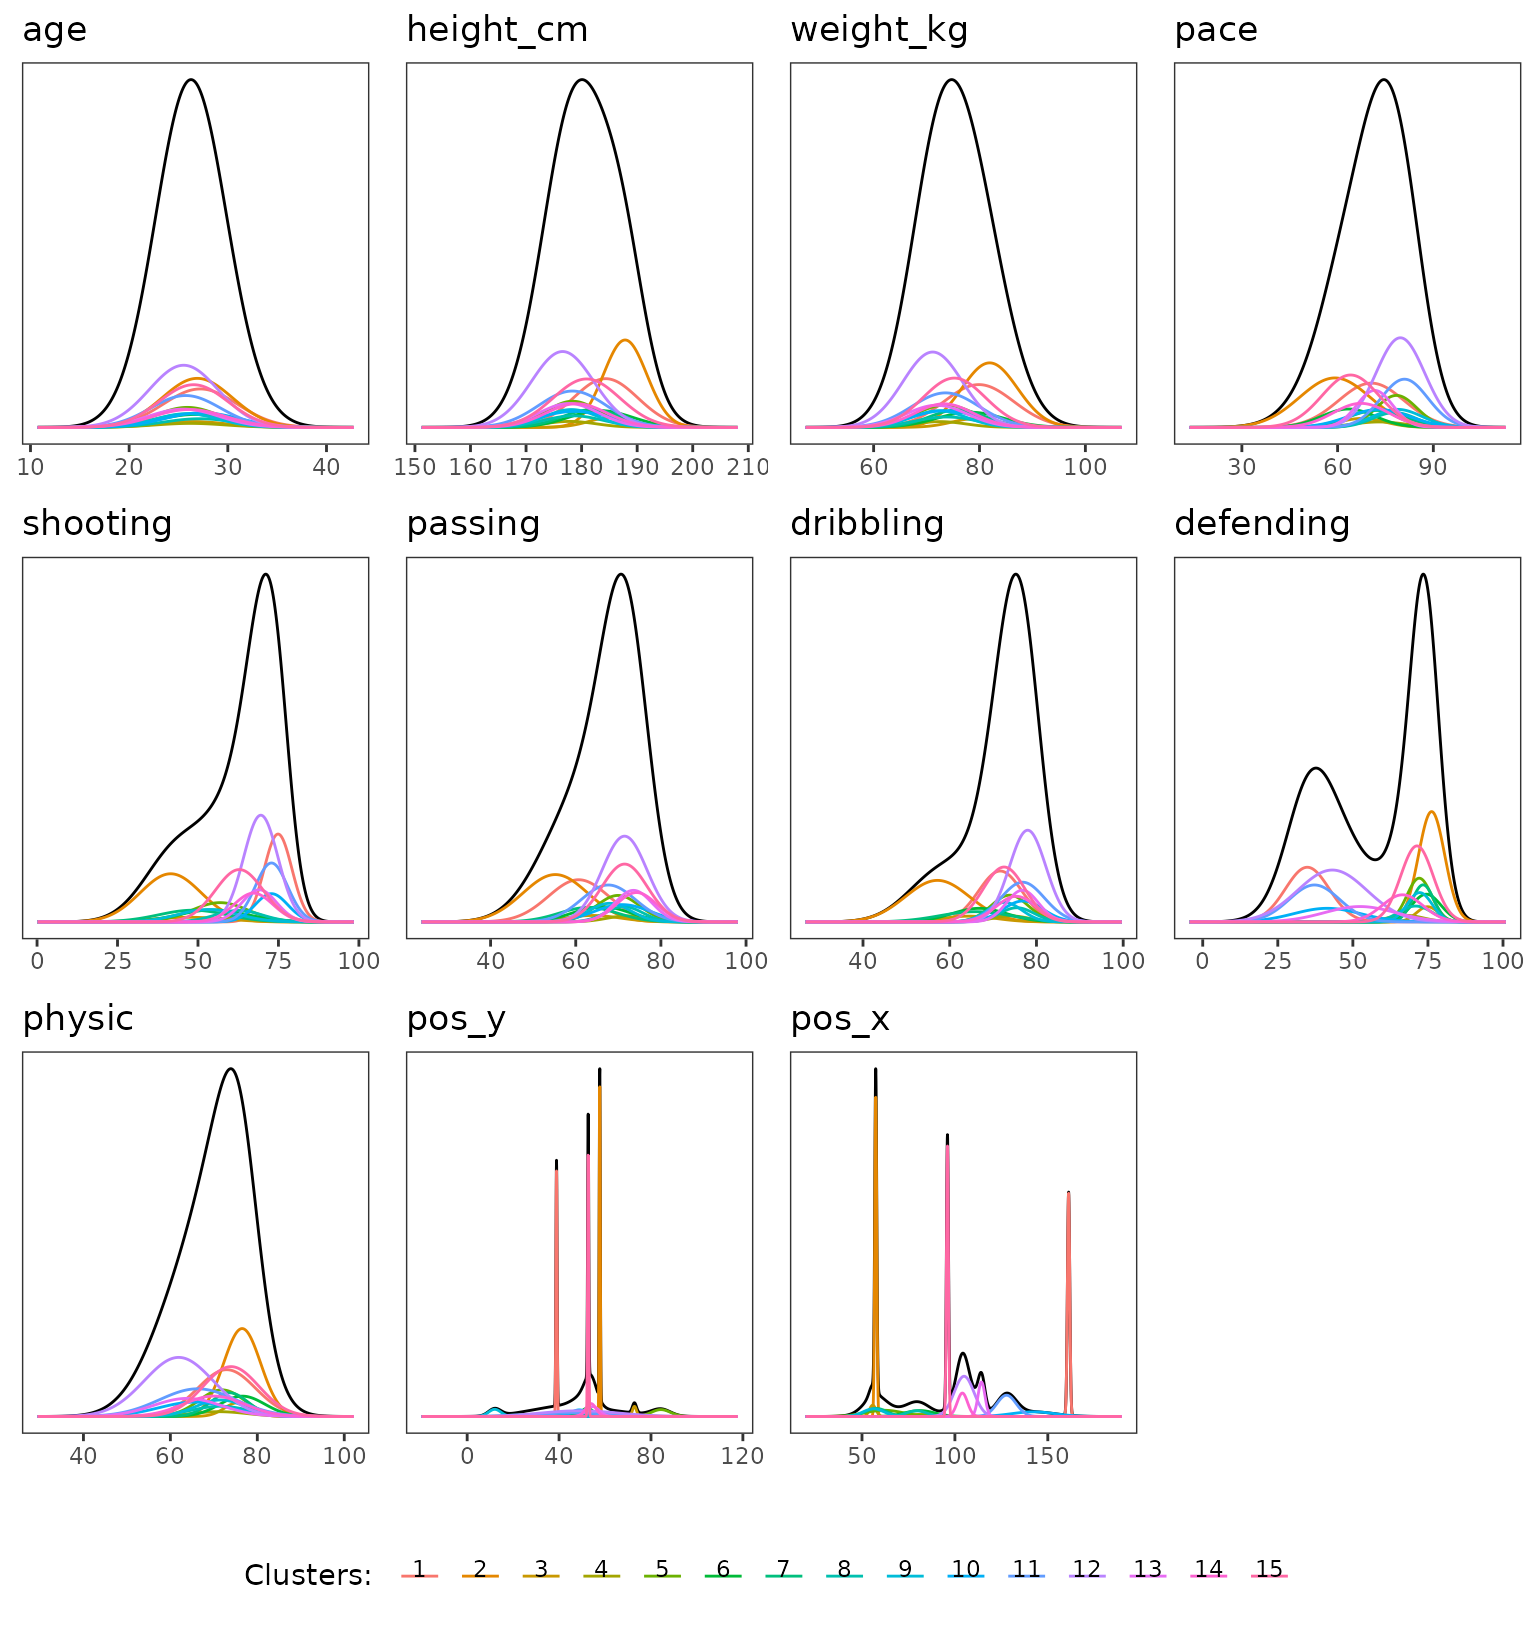 age height_cm weight_kg pace
10 20 30 40 150 160 170 180 190 200 210 60 80 100 30 60 90
shooting passing dribbling defending
0 25 50 75 100 40 60 80 100 40 60 80 100 0 25 50 75 100
physic pos_y pos_x
40 60 80 100 0 40 80 120 50 100 150
Clusters: 1 2 3 4 5 6 7 8 9 10 11 12 13 14 15